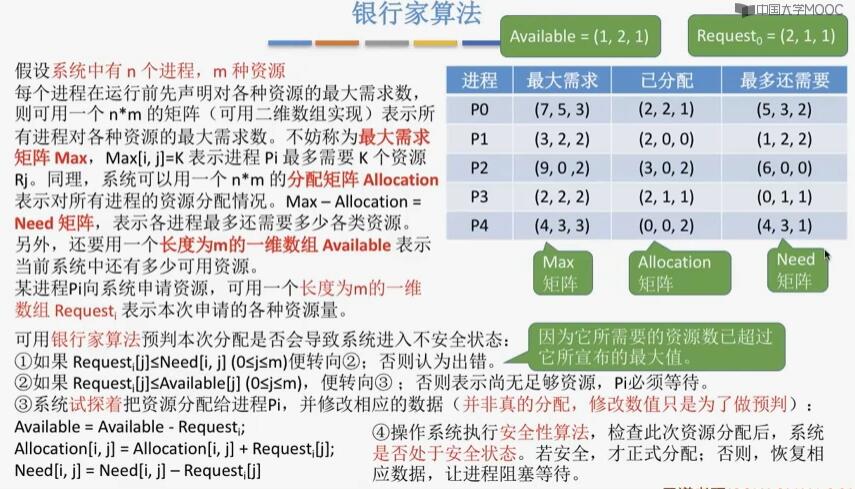 银行家算法
中国大学MOOC
Available = (1, 2, 1)
Request₀ = (2, 1, 1)
假设系统中有 n 个进程，m 种资源
每个进程在运行前先声明对各种资源的最大需求数，
则可用一个 n*m 的矩阵（可用二维数组实现）表示所
有进程对各种资源的最大需求数。不妨称为最大需求
矩阵 Max，Max[i, j]=K 表示进程 Pi 最多需要 K 个资源
Rj。同理，系统可以用一个 n*m 的分配矩阵 Allocation
表示对所有进程的资源分配情况。Max – Allocation =
Need 矩阵，表示各进程最多还需要多少各类资源。
另外，还要用一个长度为m的一维数组 Available 表示
当前系统中还有多少可用资源。
某进程Pi向系统申请资源，可用一个长度为m的一维
数组 Requestᵢ 表示本次申请的各种资源量。
进程 最大需求 已分配 最多还需要
P0 (7, 5, 3) (2, 2, 1) (5, 3, 2)
P1 (3, 2, 2) (2, 0, 0) (1, 2, 2)
P2 (9, 0 ,2) (3, 0, 2) (6, 0, 0)
P3 (2, 2, 2) (2, 1, 1) (0, 1, 1)
P4 (4, 3, 3) (0, 0, 2) (4, 3, 1)
Max
矩阵
Allocation
矩阵
Need
矩阵
可用银行家算法预判本次分配是否会导致系统进入不安全状态：
①如果 Requestᵢ[j]≤Need[i, j] (0≤j≤m)便转向②；否则认为出错。
因为它所需要的资源数已超过
它所宣布的最大值。
②如果 Requestᵢ[j]≤Available[j] (0≤j≤m)，便转向③；否则表示尚无足够资源，Pi必须等待。
③系统试探着把资源分配给进程Pi，并修改相应的数据（并非真的分配，修改数值只是为了做预判）：
Available = Available - Requestᵢ;
Allocation[i, j] = Allocation[i, j] + Requestᵢ[j];
Need[i, j] = Need[i, j] – Requestᵢ[j]
④操作系统执行安全性算法，检查此次资源分配后，系统
是否处于安全状态。若安全，才正式分配；否则，恢复相
应数据，让进程阻塞等待。